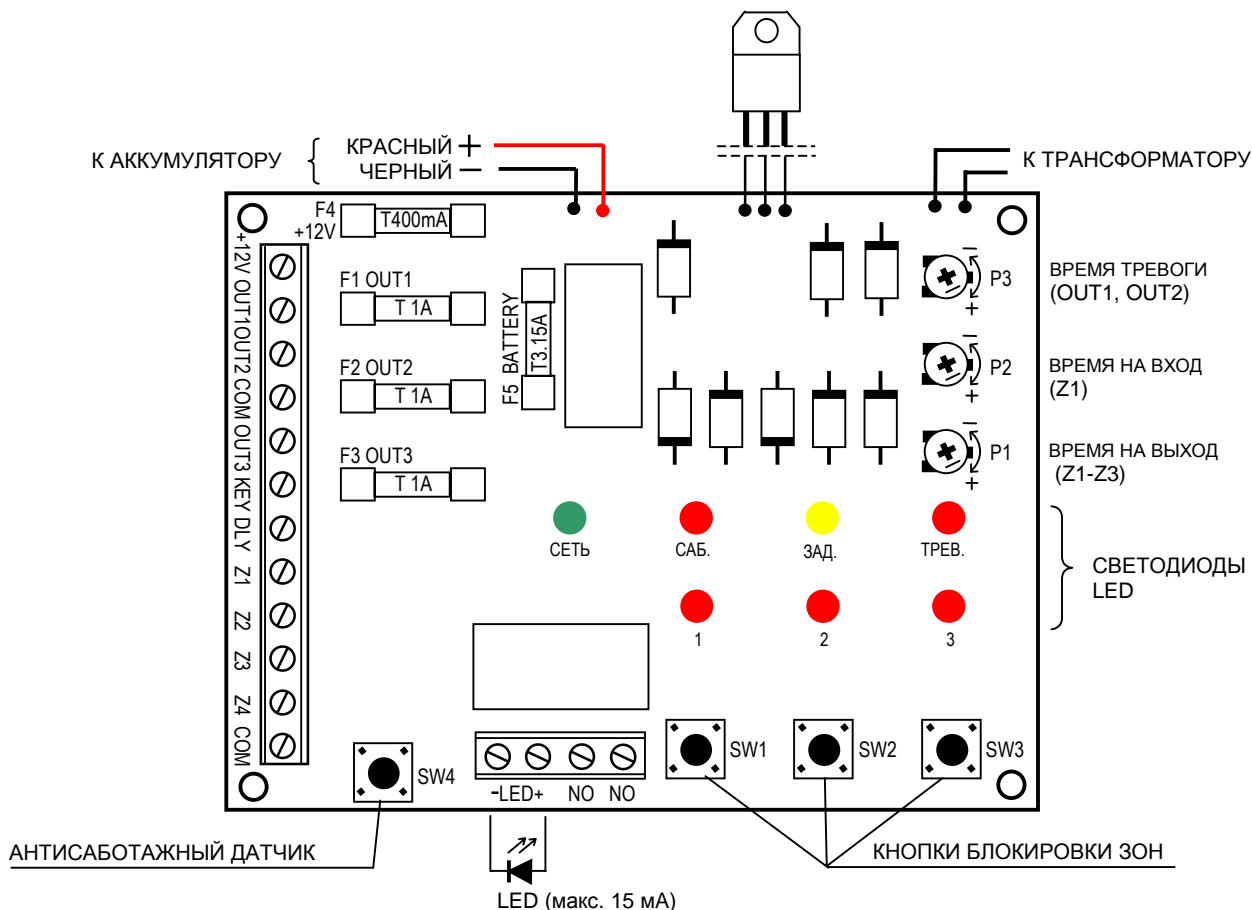 К АККУМУЛЯТОРУ
КРАСНЫЙ +
ЧЕРНЫЙ −
К ТРАНСФОРМАТОРУ
F4
+12V
T400mA
F1 OUT1
T 1A
F2 OUT2
T 1A
F3 OUT3
T 1A
F5 BATTERY
T3.15A
+12V OUT1 OUT2 COM OUT3 KEY DLY Z1 Z2 Z3 Z4 COM
−
P3
+
ВРЕМЯ ТРЕВОГИ
(OUT1, OUT2)
−
P2
+
ВРЕМЯ НА ВХОД
(Z1)
−
P1
+
ВРЕМЯ НА ВЫХОД
(Z1-Z3)
СЕТЬ
САБ.
ЗАД.
ТРЕВ.
1
2
3
СВЕТОДИОДЫ
LED
SW4
SW1
SW2
SW3
-LED+ NO NO
АНТИСАБОТАЖНЫЙ ДАТЧИК
КНОПКИ БЛОКИРОВКИ ЗОН
LED (макс. 15 мА)